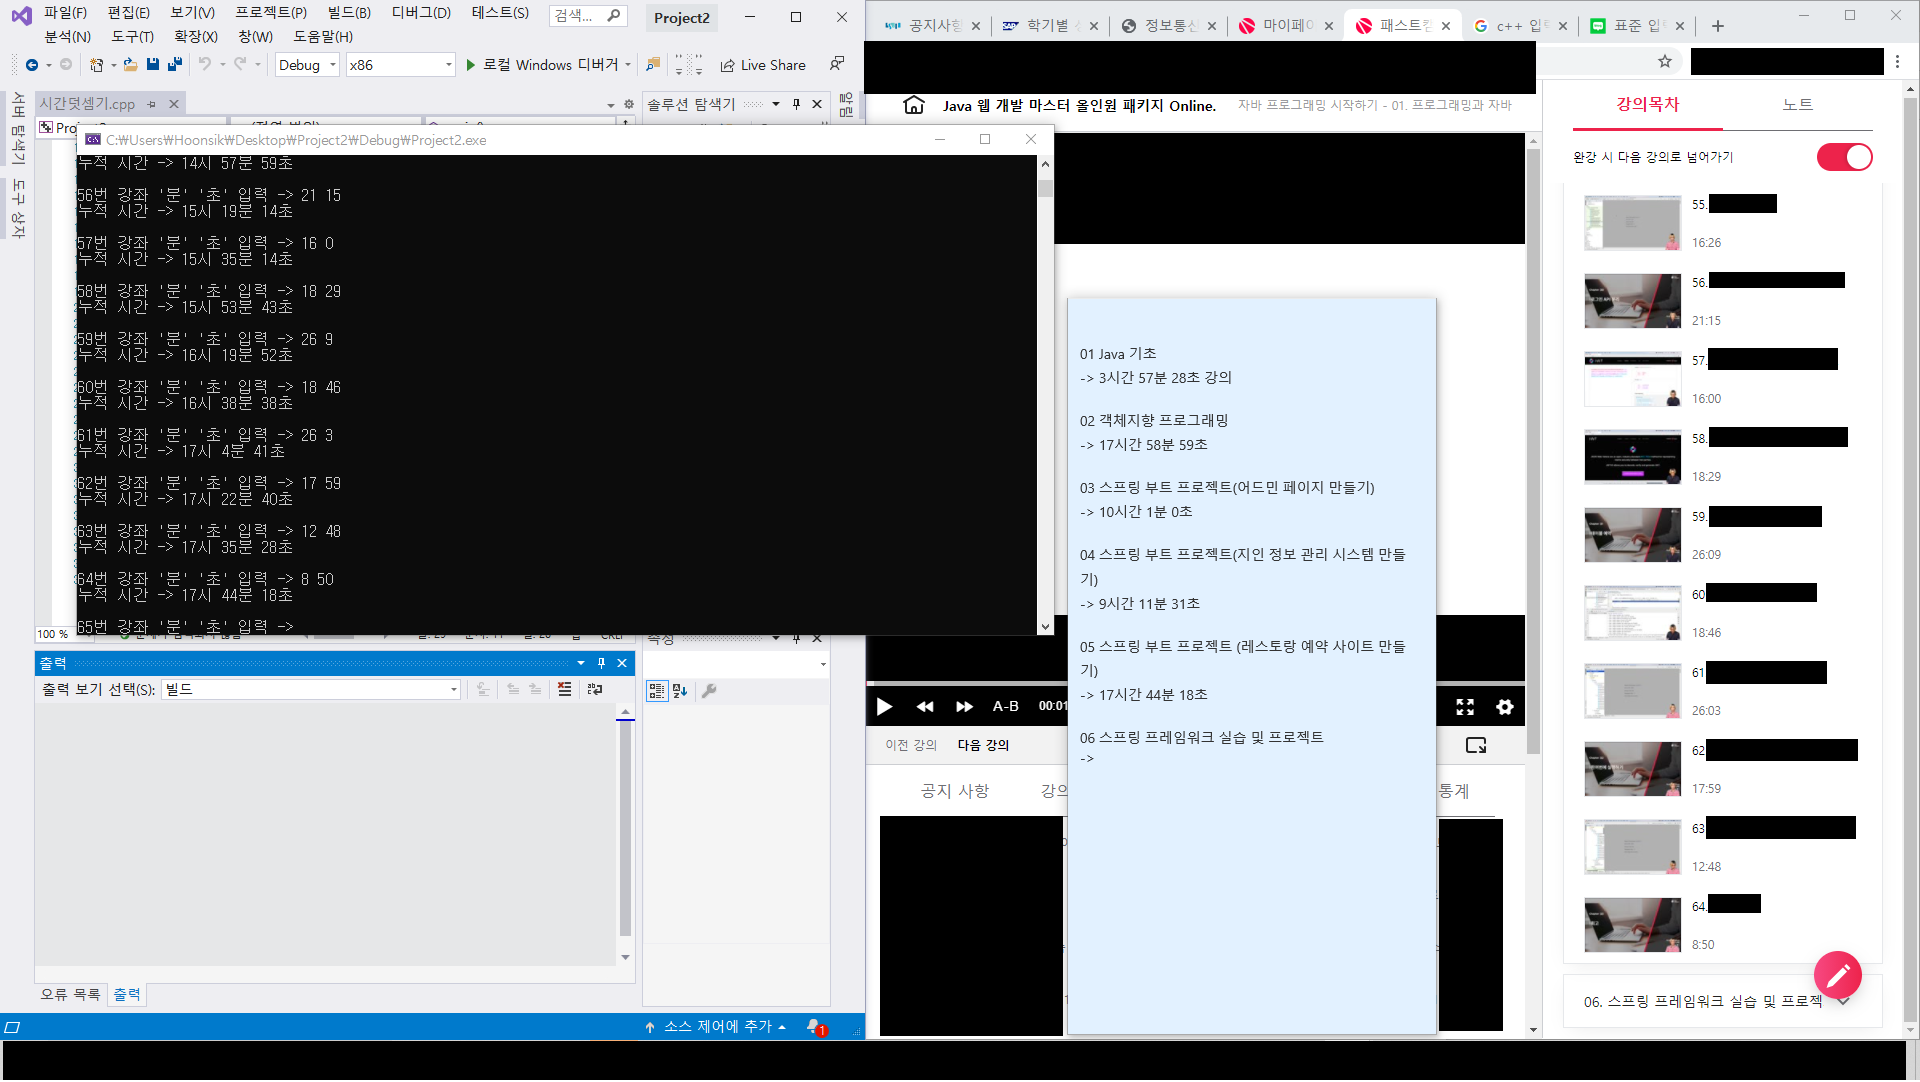 파일(F) 편집(E) 보기(V) 프로젝트(P) 빌드(B) 디버그(D) 테스트(S) 검색... Project2
분석(N) 도구(T) 확장(X) 창(W) 도움말(H)
Debug x86 로컬 Windows 디버거 Live Share
서버 탐색기
도구 상자
시간덧셈기.cpp
솔루션 탐색기
C:₩Users₩Hoonsik₩Desktop₩Project2₩Debug₩Project2.exe
누적 시간 -> 14시 57분 59초
56번 강좌 '분' '초' 입력 -> 21 15
누적 시간 -> 15시 19분 14초
57번 강좌 '분' '초' 입력 -> 16 0
누적 시간 -> 15시 35분 14초
58번 강좌 '분' '초' 입력 -> 18 29
누적 시간 -> 15시 53분 43초
59번 강좌 '분' '초' 입력 -> 26 9
누적 시간 -> 16시 19분 52초
60번 강좌 '분' '초' 입력 -> 18 46
누적 시간 -> 16시 38분 38초
61번 강좌 '분' '초' 입력 -> 26 3
누적 시간 -> 17시 4분 41초
62번 강좌 '분' '초' 입력 -> 17 59
누적 시간 -> 17시 22분 40초
63번 강좌 '분' '초' 입력 -> 12 48
누적 시간 -> 17시 35분 28초
64번 강좌 '분' '초' 입력 -> 8 50
누적 시간 -> 17시 44분 18초
65번 강좌 '분' '초' 입력 ->
100 %
속성
출력
출력 보기 선택(S): 빌드
오류 목록 출력
소스 제어에 추가 1
공지사항 학기별 정보통신 마이페이 패스트캠 c++ 입력 표준 입
Java 웹 개발 마스터 올인원 패키지 Online. 자바 프로그래밍 시작하기 - 01. 프로그래밍과 자바
01 Java 기초
-> 3시간 57분 28초 강의
02 객체지향 프로그래밍
-> 17시간 58분 59초
03 스프링 부트 프로젝트(어드민 페이지 만들기)
-> 10시간 1분 0초
04 스프링 부트 프로젝트(지인 정보 관리 시스템 만들
기)
-> 9시간 11분 31초
05 스프링 부트 프로젝트 (레스토랑 예약 사이트 만들
기)
-> 17시간 44분 18초
06 스프링 프레임워크 실습 및 프로젝트
->
A-B 00:01
이전 강의 다음 강의
공지 사항 강의 통계
강의목차 노트
완강 시 다음 강의로 넘어가기
55.
16:26
56.
21:15
57.
16:00
58.
18:29
59.
26:09
60
18:46
61
26:03
62
17:59
63
12:48
64.
8:50
06. 스프링 프레임워크 실습 및 프로젝